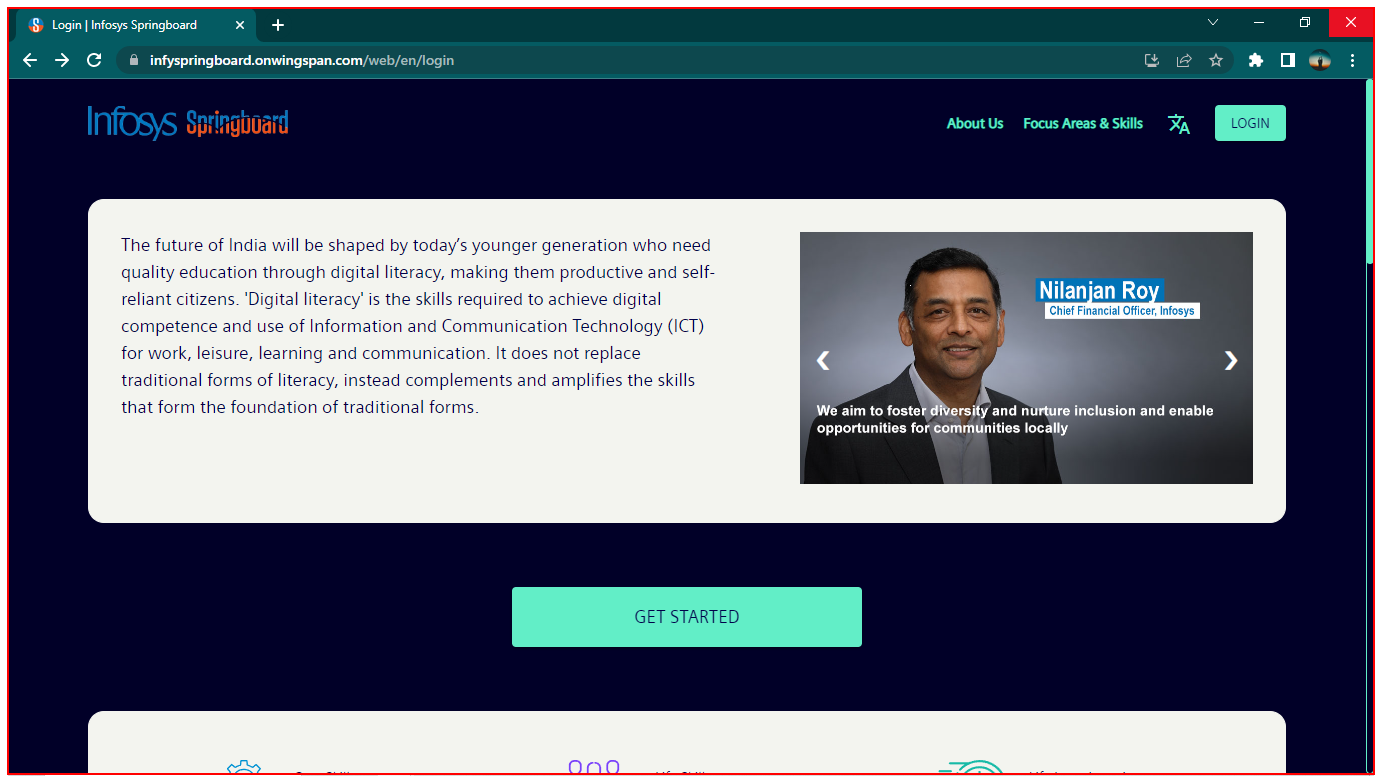 Login | Infosys Springboard
infyspringboard.onwingspan.com/web/en/login
Infosys Springboard
About Us
Focus Areas & Skills
LOGIN
The future of India will be shaped by today’s younger generation who need
quality education through digital literacy, making them productive and self-
reliant citizens. 'Digital literacy' is the skills required to achieve digital
competence and use of Information and Communication Technology (ICT)
for work, leisure, learning and communication. It does not replace
traditional forms of literacy, instead complements and amplifies the skills
that form the foundation of traditional forms.
Nilanjan Roy
Chief Financial Officer, Infosys
We aim to foster diversity and nurture inclusion and enable
opportunities for communities locally
GET STARTED